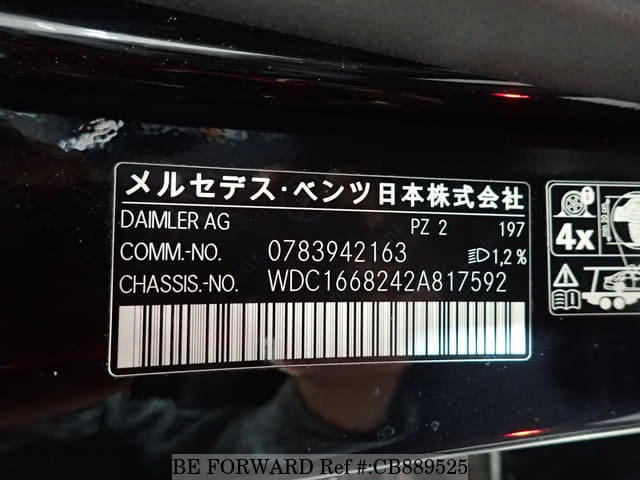 メルセデス・ベンツ日本株式会社
DAIMLER AG PZ 2 197
COMM.-NO. 0783942163 1,2%
CHASSIS.-NO. WDC1668242A817592
4x
BE FORWARD Ref #:CB889525